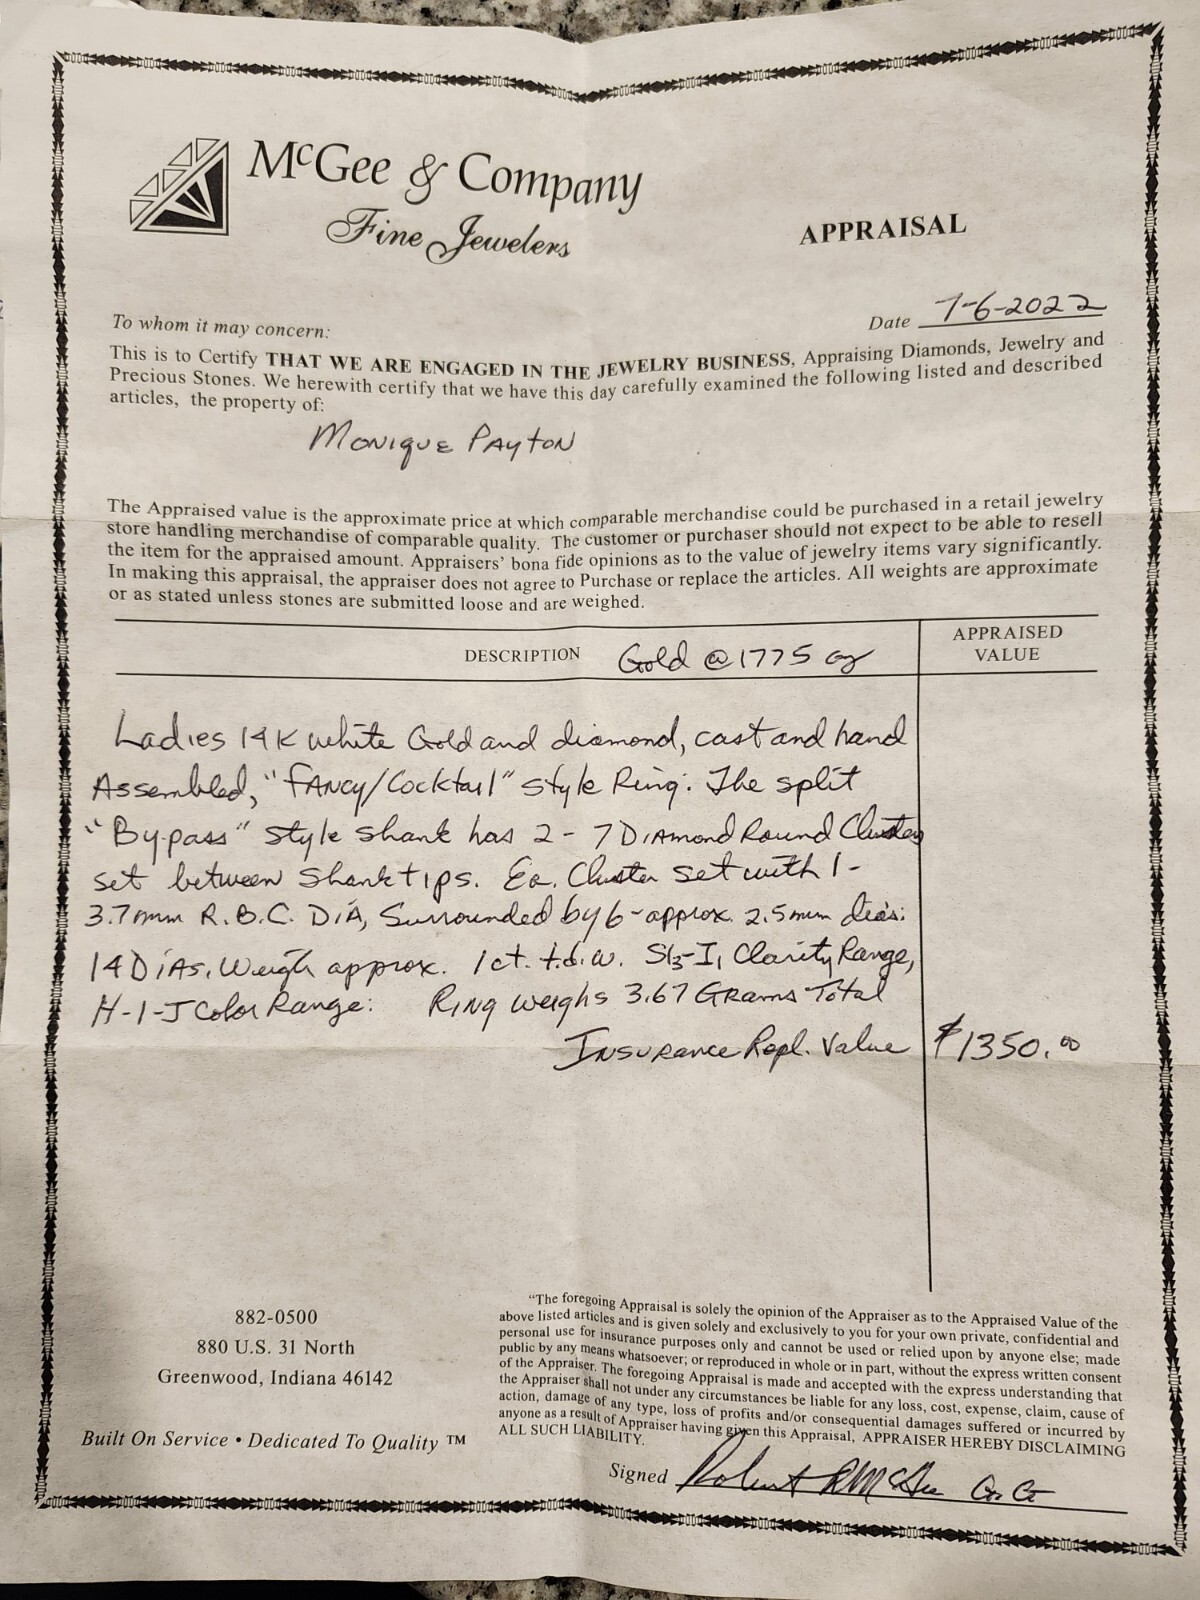 McGee & Company
Fine Jewelers
APPRAISAL
Date 7-6-2022
To whom it may concern:
This is to Certify THAT WE ARE ENGAGED IN THE JEWELRY BUSINESS, Appraising Diamonds, Jewelry and
Precious Stones. We herewith certify that we have this day carefully examined the following listed and described
articles, the property of:
Monique Payton
The Appraised value is the approximate price at which comparable merchandise could be purchased in a retail jewelry
store handling merchandise of comparable quality. The customer or purchaser should not expect to be able to resell
the item for the appraised amount. Appraisers' bona fide opinions as to the value of jewelry items vary significantly.
In making this appraisal, the appraiser does not agree to Purchase or replace the articles. All weights are approximate
or as stated unless stones are submitted loose and are weighed.
DESCRIPTION Gold @ 1775 oz
APPRAISED
VALUE
Ladies 14K white Gold and diamond, cast and hand
Assembled, "fancy/Cocktail" style Ring. The split
"By-pass" style shank has 2 - 7 Diamond Round Clusters
set between Shank tips. Ea. Cluster set with 1-
3.7mm R.B.C. Dia, Surrounded by 6-approx. 2.5mm dias.
14 Dias. Weigh approx. 1ct. t.d.w. SI3-I1 Clarity Range,
H-I-J Color Range. Ring weighs 3.67 Grams Total
Insurance Repl. Value $1350.00
882-0500
880 U.S. 31 North
Greenwood, Indiana 46142
Built On Service • Dedicated To Quality ™
"The foregoing Appraisal is solely the opinion of the Appraiser as to the Appraised Value of the
above listed articles and is given solely and exclusively to you for your own private, confidential and
personal use for insurance purposes only and cannot be used or relied upon by anyone else; made
public by any means whatsoever; or reproduced in whole or in part, without the express written consent
of the Appraiser. The foregoing Appraisal is made and accepted with the express understanding that
the Appraiser shall not under any circumstances be liable for any loss, cost, expense, claim, cause of
action, damage of any type, loss of profits and/or consequential damages suffered or incurred by
anyone as a result of Appraiser having given this Appraisal, APPRAISER HEREBY DISCLAIMING
ALL SUCH LIABILITY.
Signed Robert R McGee